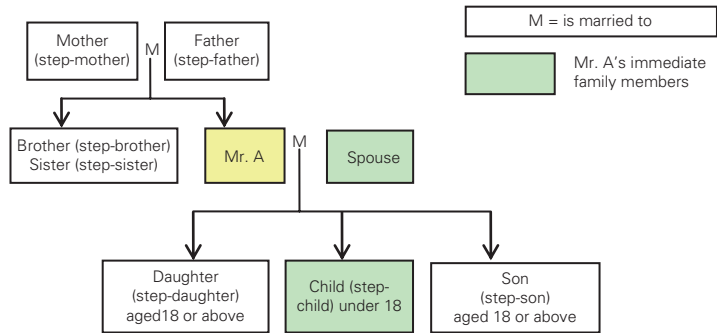 M = is married to
Mother
(step-mother)
M
Father
(step-father)
Mr. A’s immediate
family members
Brother (step-brother)
Sister (step-sister)
Mr. A
M
Spouse
Daughter
(step-daughter)
aged18 or above
Child (step-
child) under 18
Son
(step-son)
aged 18 or above